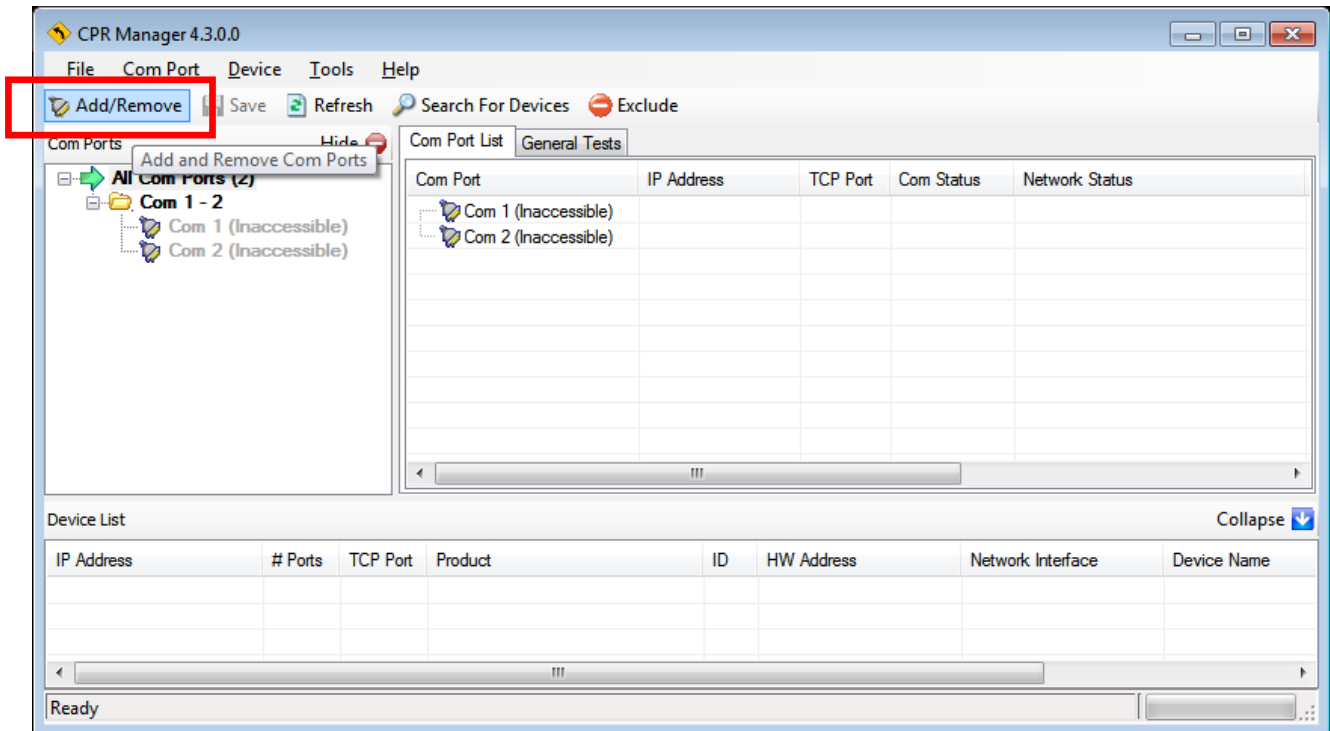 CPR Manager 4.3.0.0
File Com Port Device Tools Help
Add/Remove Save Refresh Search For Devices Exclude
Com Ports Hide
Add and Remove Com Ports
All Com Ports (2)
Com 1 - 2
Com 1 (Inaccessible)
Com 2 (Inaccessible)
Com Port List General Tests
Com Port IP Address TCP Port Com Status Network Status
Com 1 (Inaccessible)
Com 2 (Inaccessible)
Device List Collapse
IP Address # Ports TCP Port Product ID HW Address Network Interface Device Name
Ready